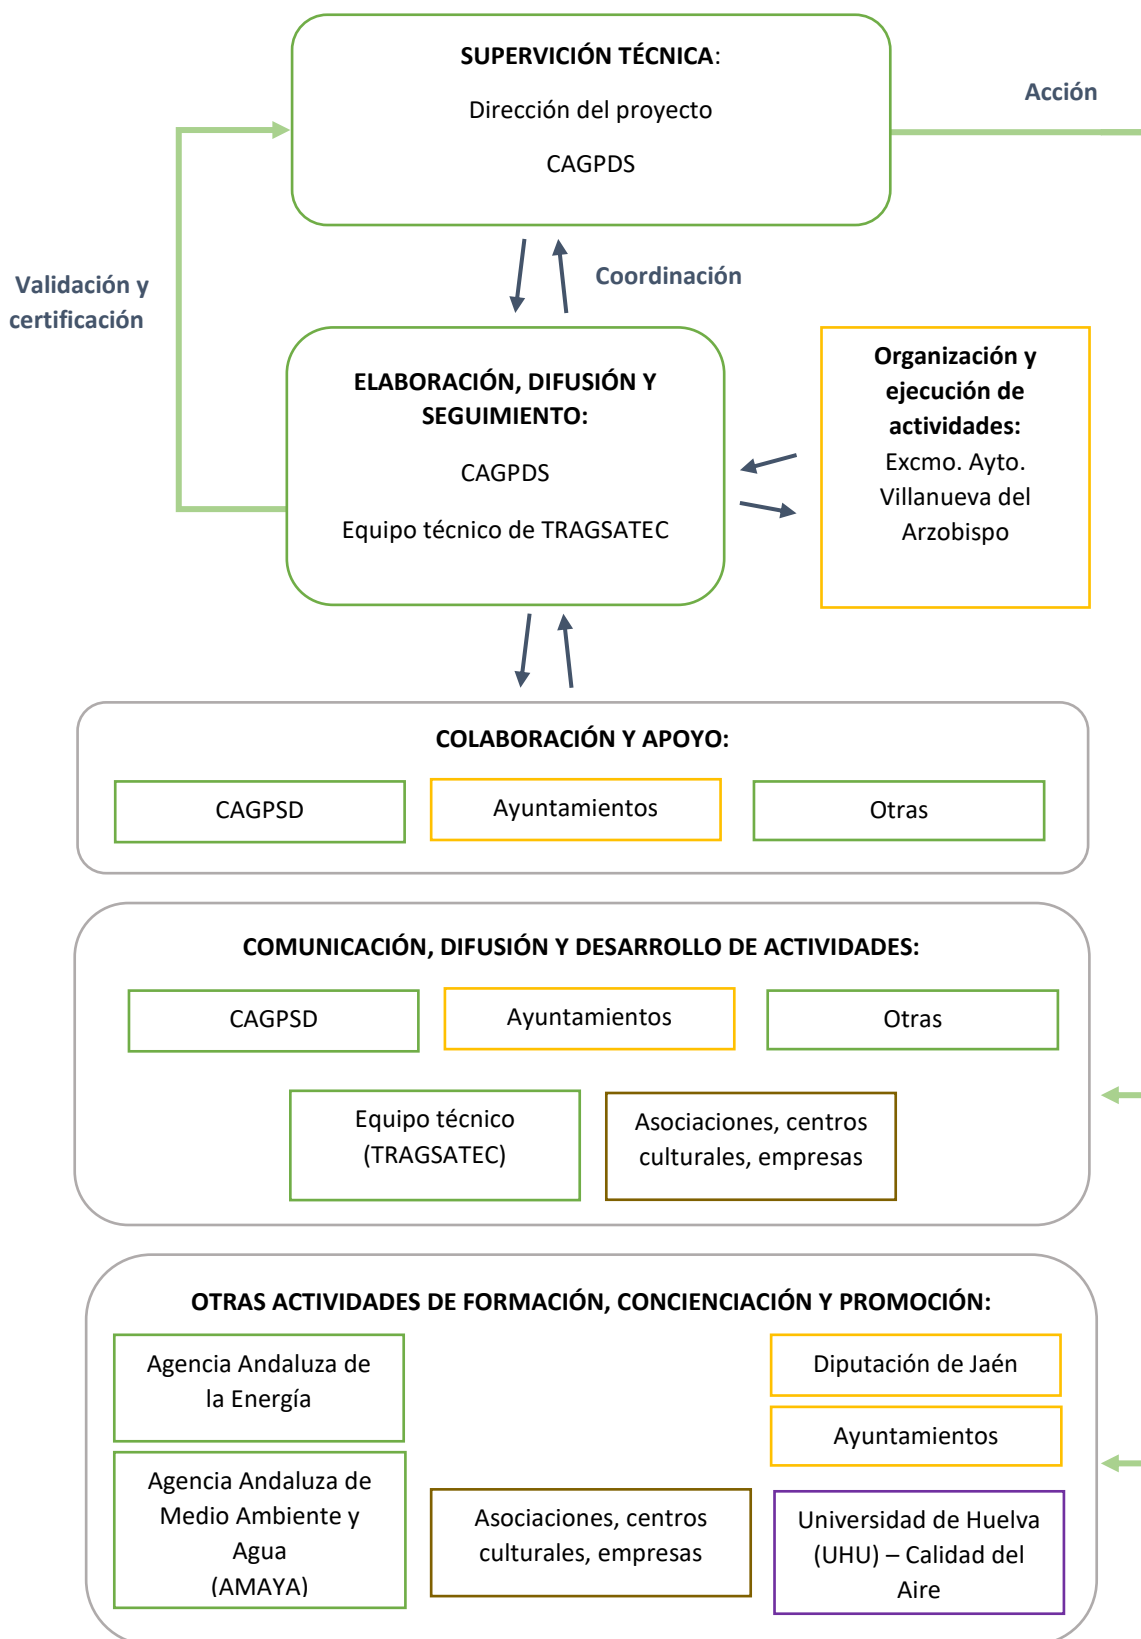 SUPERVICIÓN TÉCNICA:
Dirección del proyecto
CAGPDS
Acción
Validación y
certificación
Coordinación
ELABORACIÓN, DIFUSIÓN Y
SEGUIMIENTO:
CAGPDS
Equipo técnico de TRAGSATEC
Organización y
ejecución de
actividades:
Excmo. Ayto.
Villanueva del
Arzobispo
COLABORACIÓN Y APOYO:
CAGPSD
Ayuntamientos
Otras
COMUNICACIÓN, DIFUSIÓN Y DESARROLLO DE ACTIVIDADES:
CAGPSD
Ayuntamientos
Otras
Equipo técnico
(TRAGSATEC)
Asociaciones, centros
culturales, empresas
OTRAS ACTIVIDADES DE FORMACIÓN, CONCIENCIACIÓN Y PROMOCIÓN:
Agencia Andaluza de
la Energía
Diputación de Jaén
Ayuntamientos
Agencia Andaluza de
Medio Ambiente y
Agua
(AMAYA)
Asociaciones, centros
culturales, empresas
Universidad de Huelva
(UHU) – Calidad del
Aire